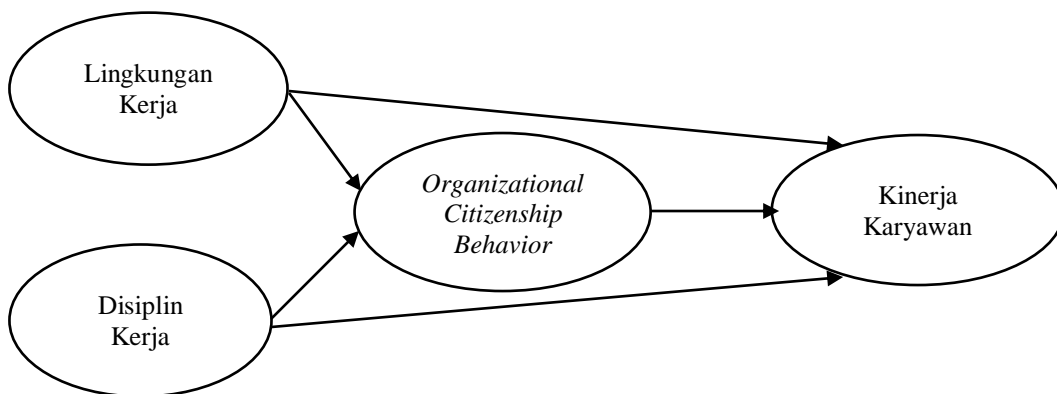 Lingkungan
Kerja
Organizational
Citizenship
Behavior
Kinerja
Karyawan
Disiplin
Kerja